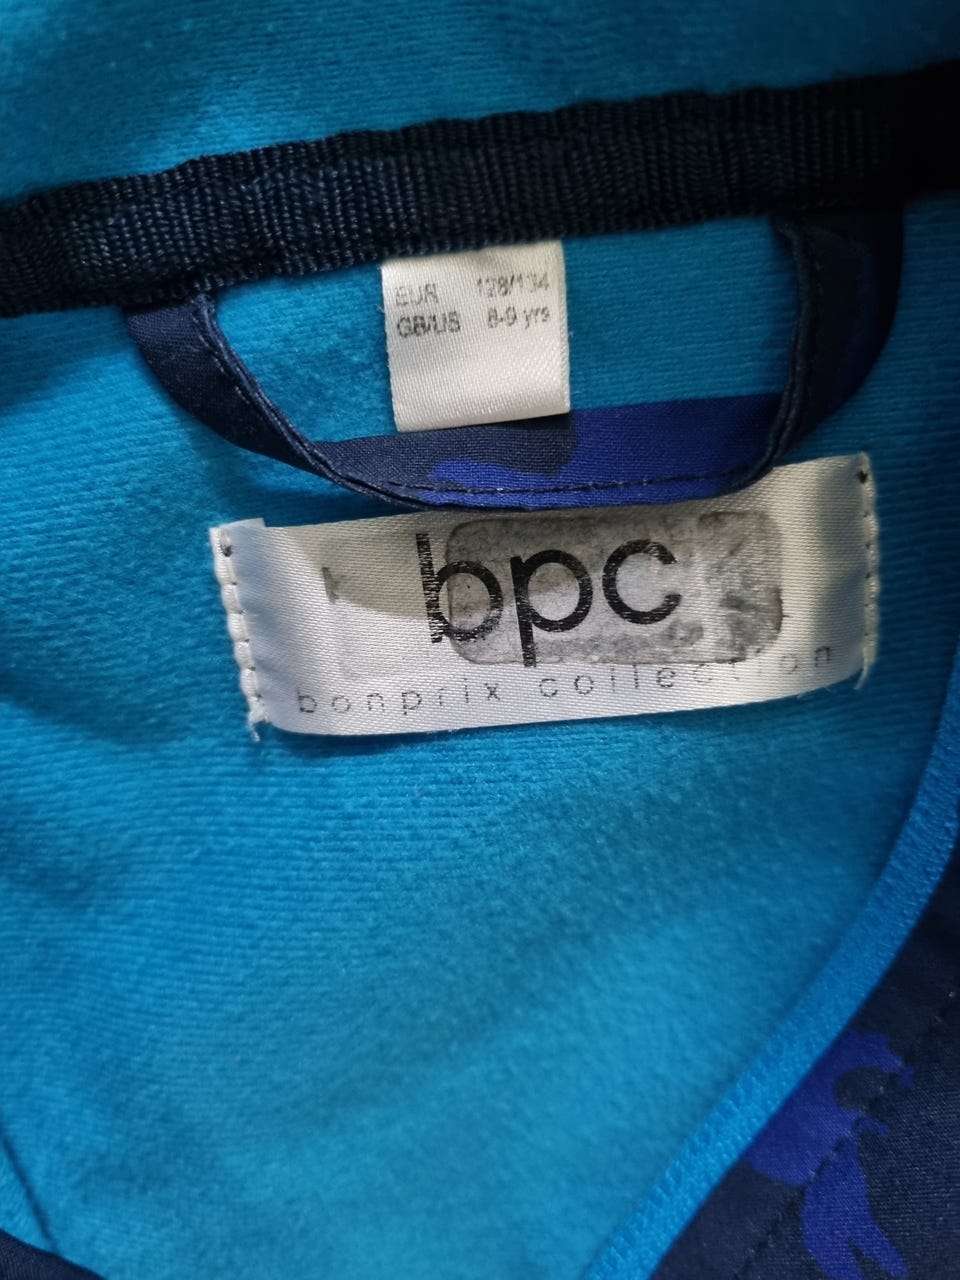 EUR 128/134
GB/US 8-9 yrs
bpc
bonprix collection